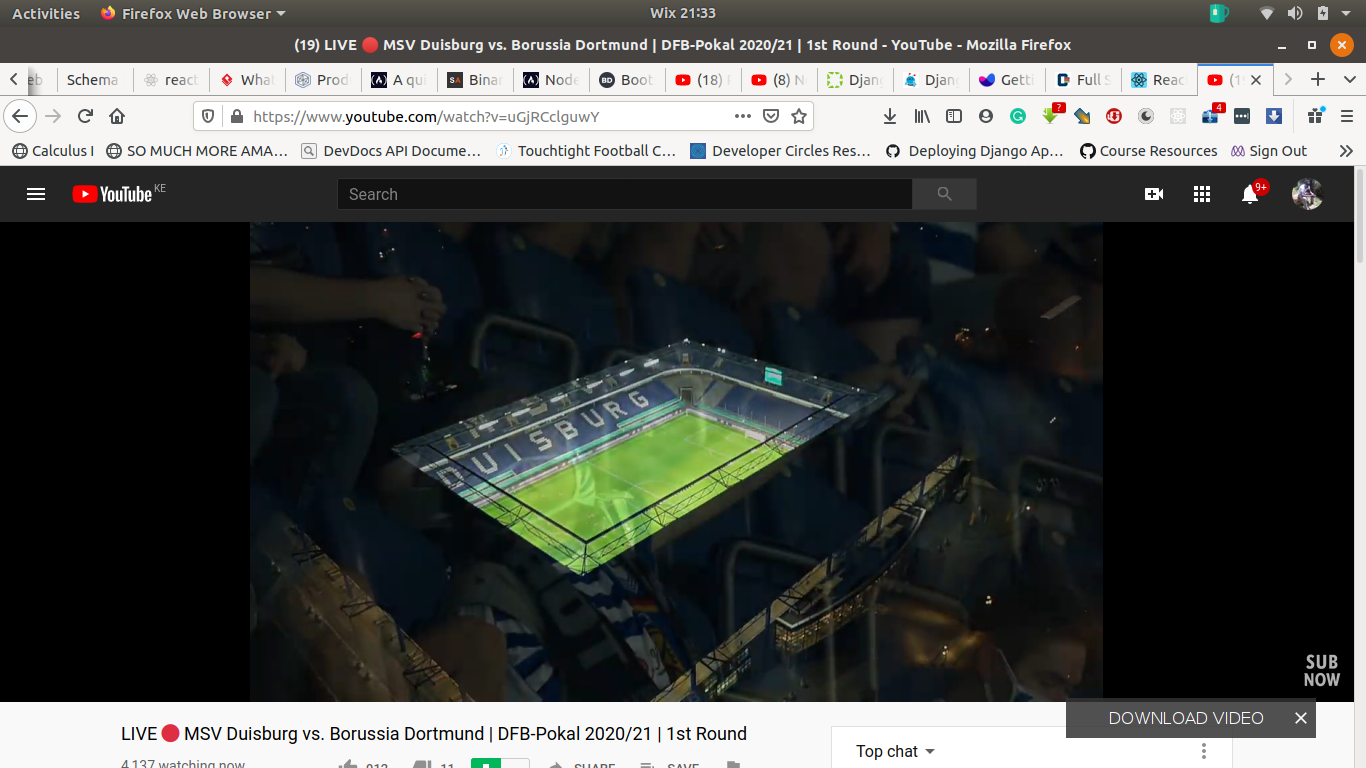 Activities Firefox Web Browser Wix 21:33
(19) LIVE 🔴 MSV Duisburg vs. Borussia Dortmund | DFB-Pokal 2020/21 | 1st Round - YouTube - Mozilla Firefox
eb Schema react What Prod A qui Binar Node Boot (18) (8) N Djan Djan Getti Full S Reac
https://www.youtube.com/watch?v=uGjRCclguwY
? 4
Calculus I SO MUCH MORE AMA… DevDocs API Docume… Touchtight Football C… Developer Circles Res… Deploying Django Ap… Course Resources Sign Out
YouTube KE Search 9+
DUISBURG
SUB
NOW
DOWNLOAD VIDEO
LIVE 🔴 MSV Duisburg vs. Borussia Dortmund | DFB-Pokal 2020/21 | 1st Round
Top chat
4,137 watching now 912 11 SHARE SAVE